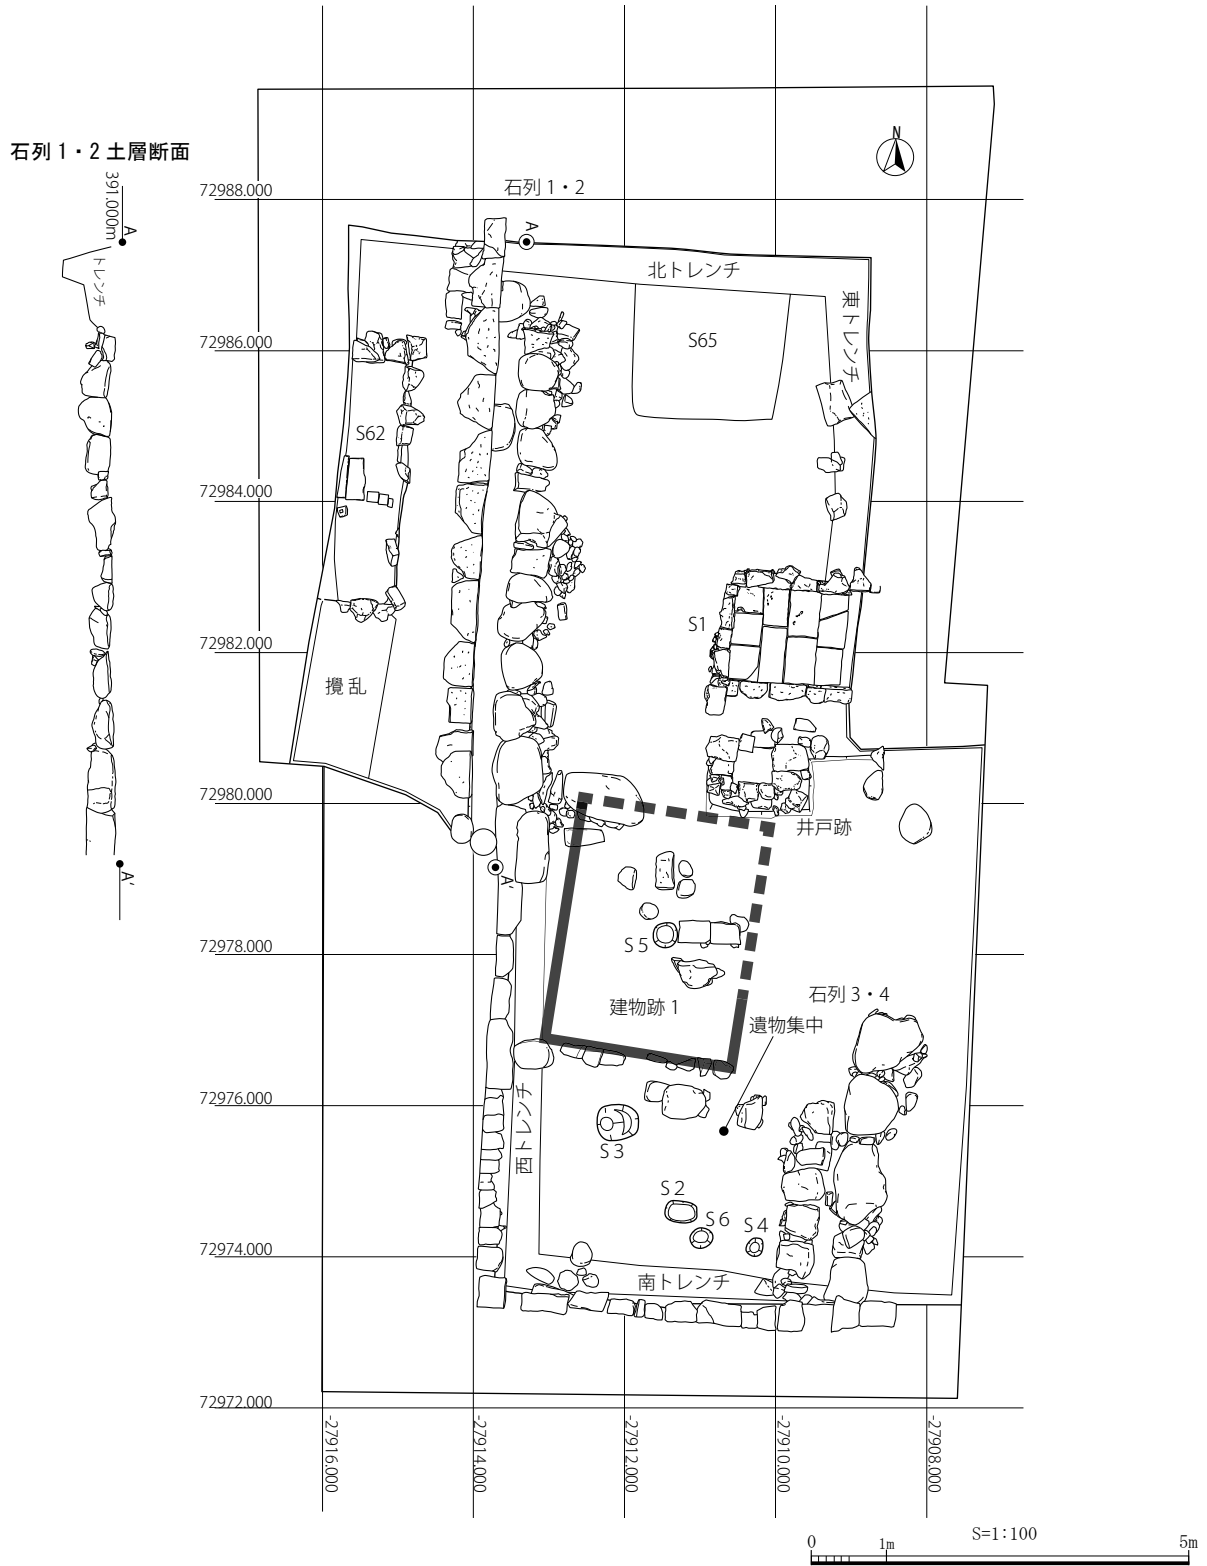 N
石列 1・2 土層断面
391.000m
A
トレンチ
A′
72988.000
石列 1・2
A
北トレンチ
東トレンチ
72986.000
S65
S62
72984.000
S1
72982.000
攪 乱
72980.000
井戸跡
A′
72978.000
S 5
石列 3・4
建物跡 1
遺物集中
72976.000
西トレンチ
S 3
S 2
S 6
S 4
72974.000
南トレンチ
72972.000
-27916.000
-27914.000
-27912.000
-27910.000
-27908.000
S=1:100
0
1m
5m